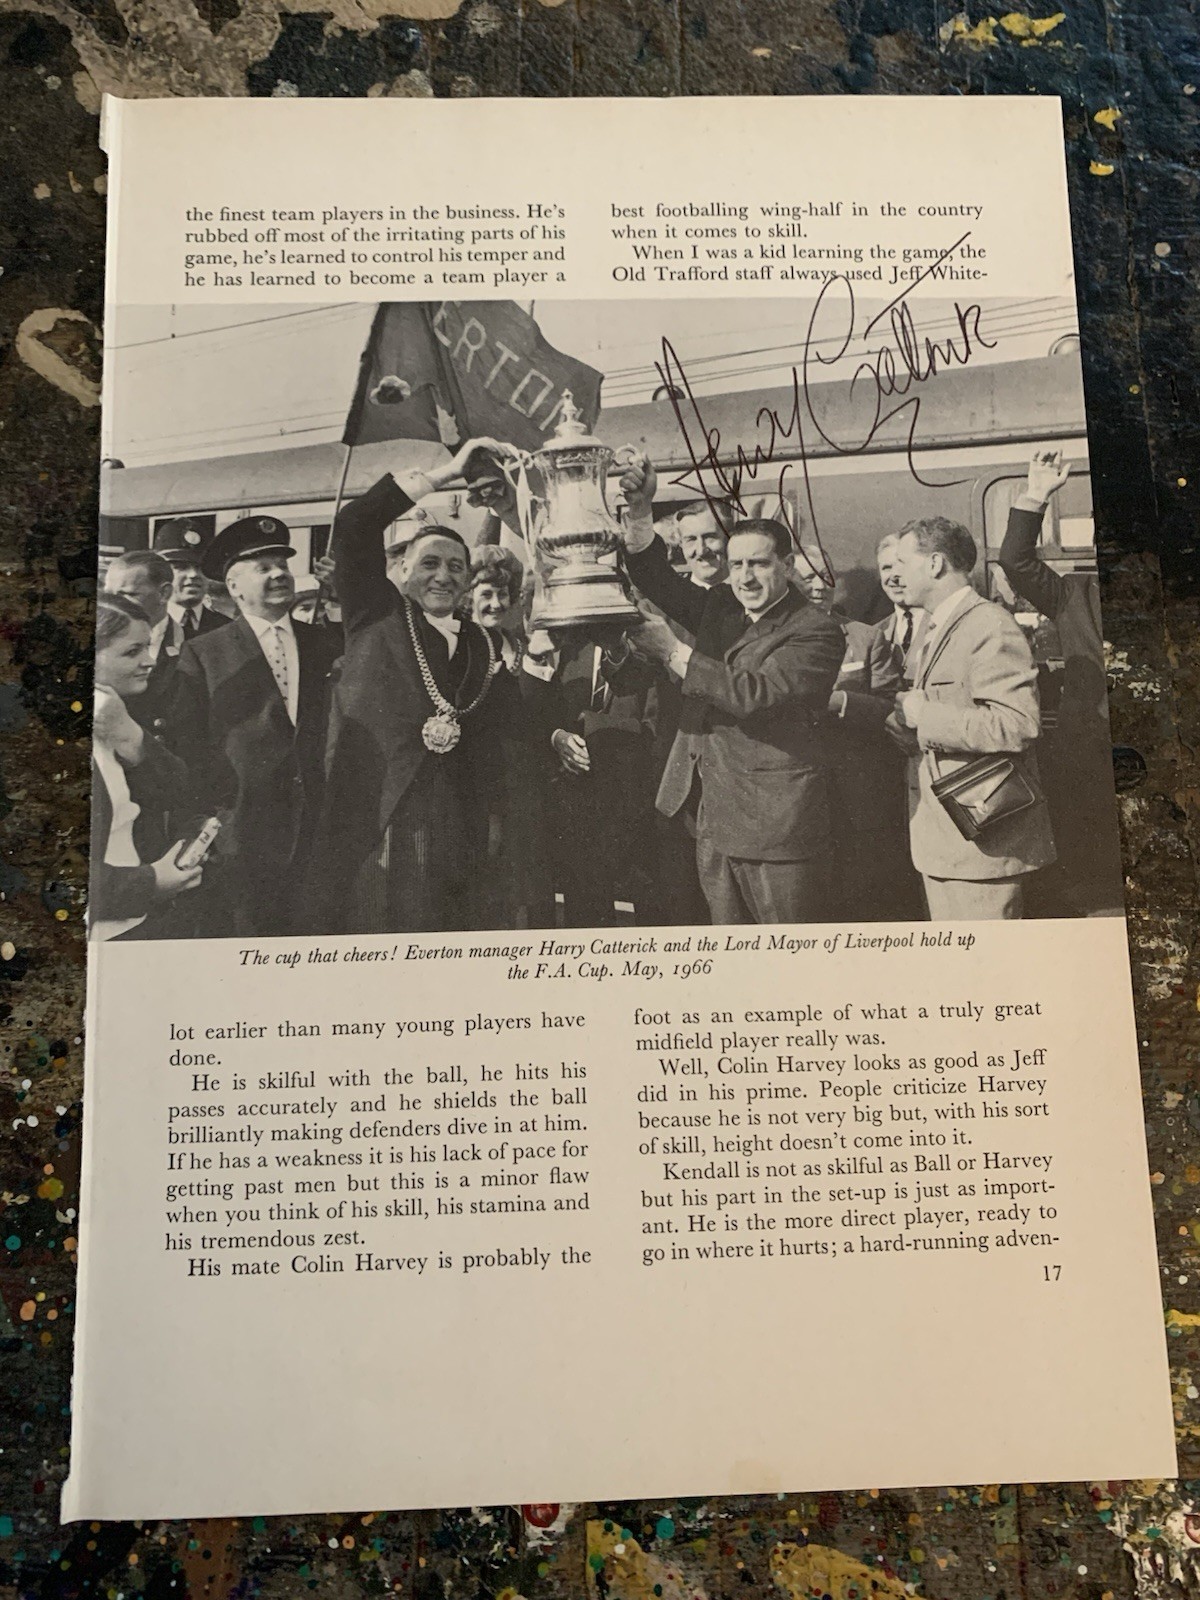 the finest team players in the business. He's
rubbed off most of the irritating parts of his
game, he's learned to control his temper and
he has learned to become a team player a
best footballing wing-half in the country
when it comes to skill.
When I was a kid learning the game, the
Old Trafford staff always used Jeff White-
ERTON
Harry Catterick
The cup that cheers! Everton manager Harry Catterick and the Lord Mayor of Liverpool hold up
the F.A. Cup. May, 1966
lot earlier than many young players have
done.
He is skilful with the ball, he hits his
passes accurately and he shields the ball
brilliantly making defenders dive in at him.
If he has a weakness it is his lack of pace for
getting past men but this is a minor flaw
when you think of his skill, his stamina and
his tremendous zest.
His mate Colin Harvey is probably the
foot as an example of what a truly great
midfield player really was.
Well, Colin Harvey looks as good as Jeff
did in his prime. People criticize Harvey
because he is not very big but, with his sort
of skill, height doesn't come into it.
Kendall is not as skilful as Ball or Harvey
but his part in the set-up is just as import-
ant. He is the more direct player, ready to
go in where it hurts; a hard-running adven-
17